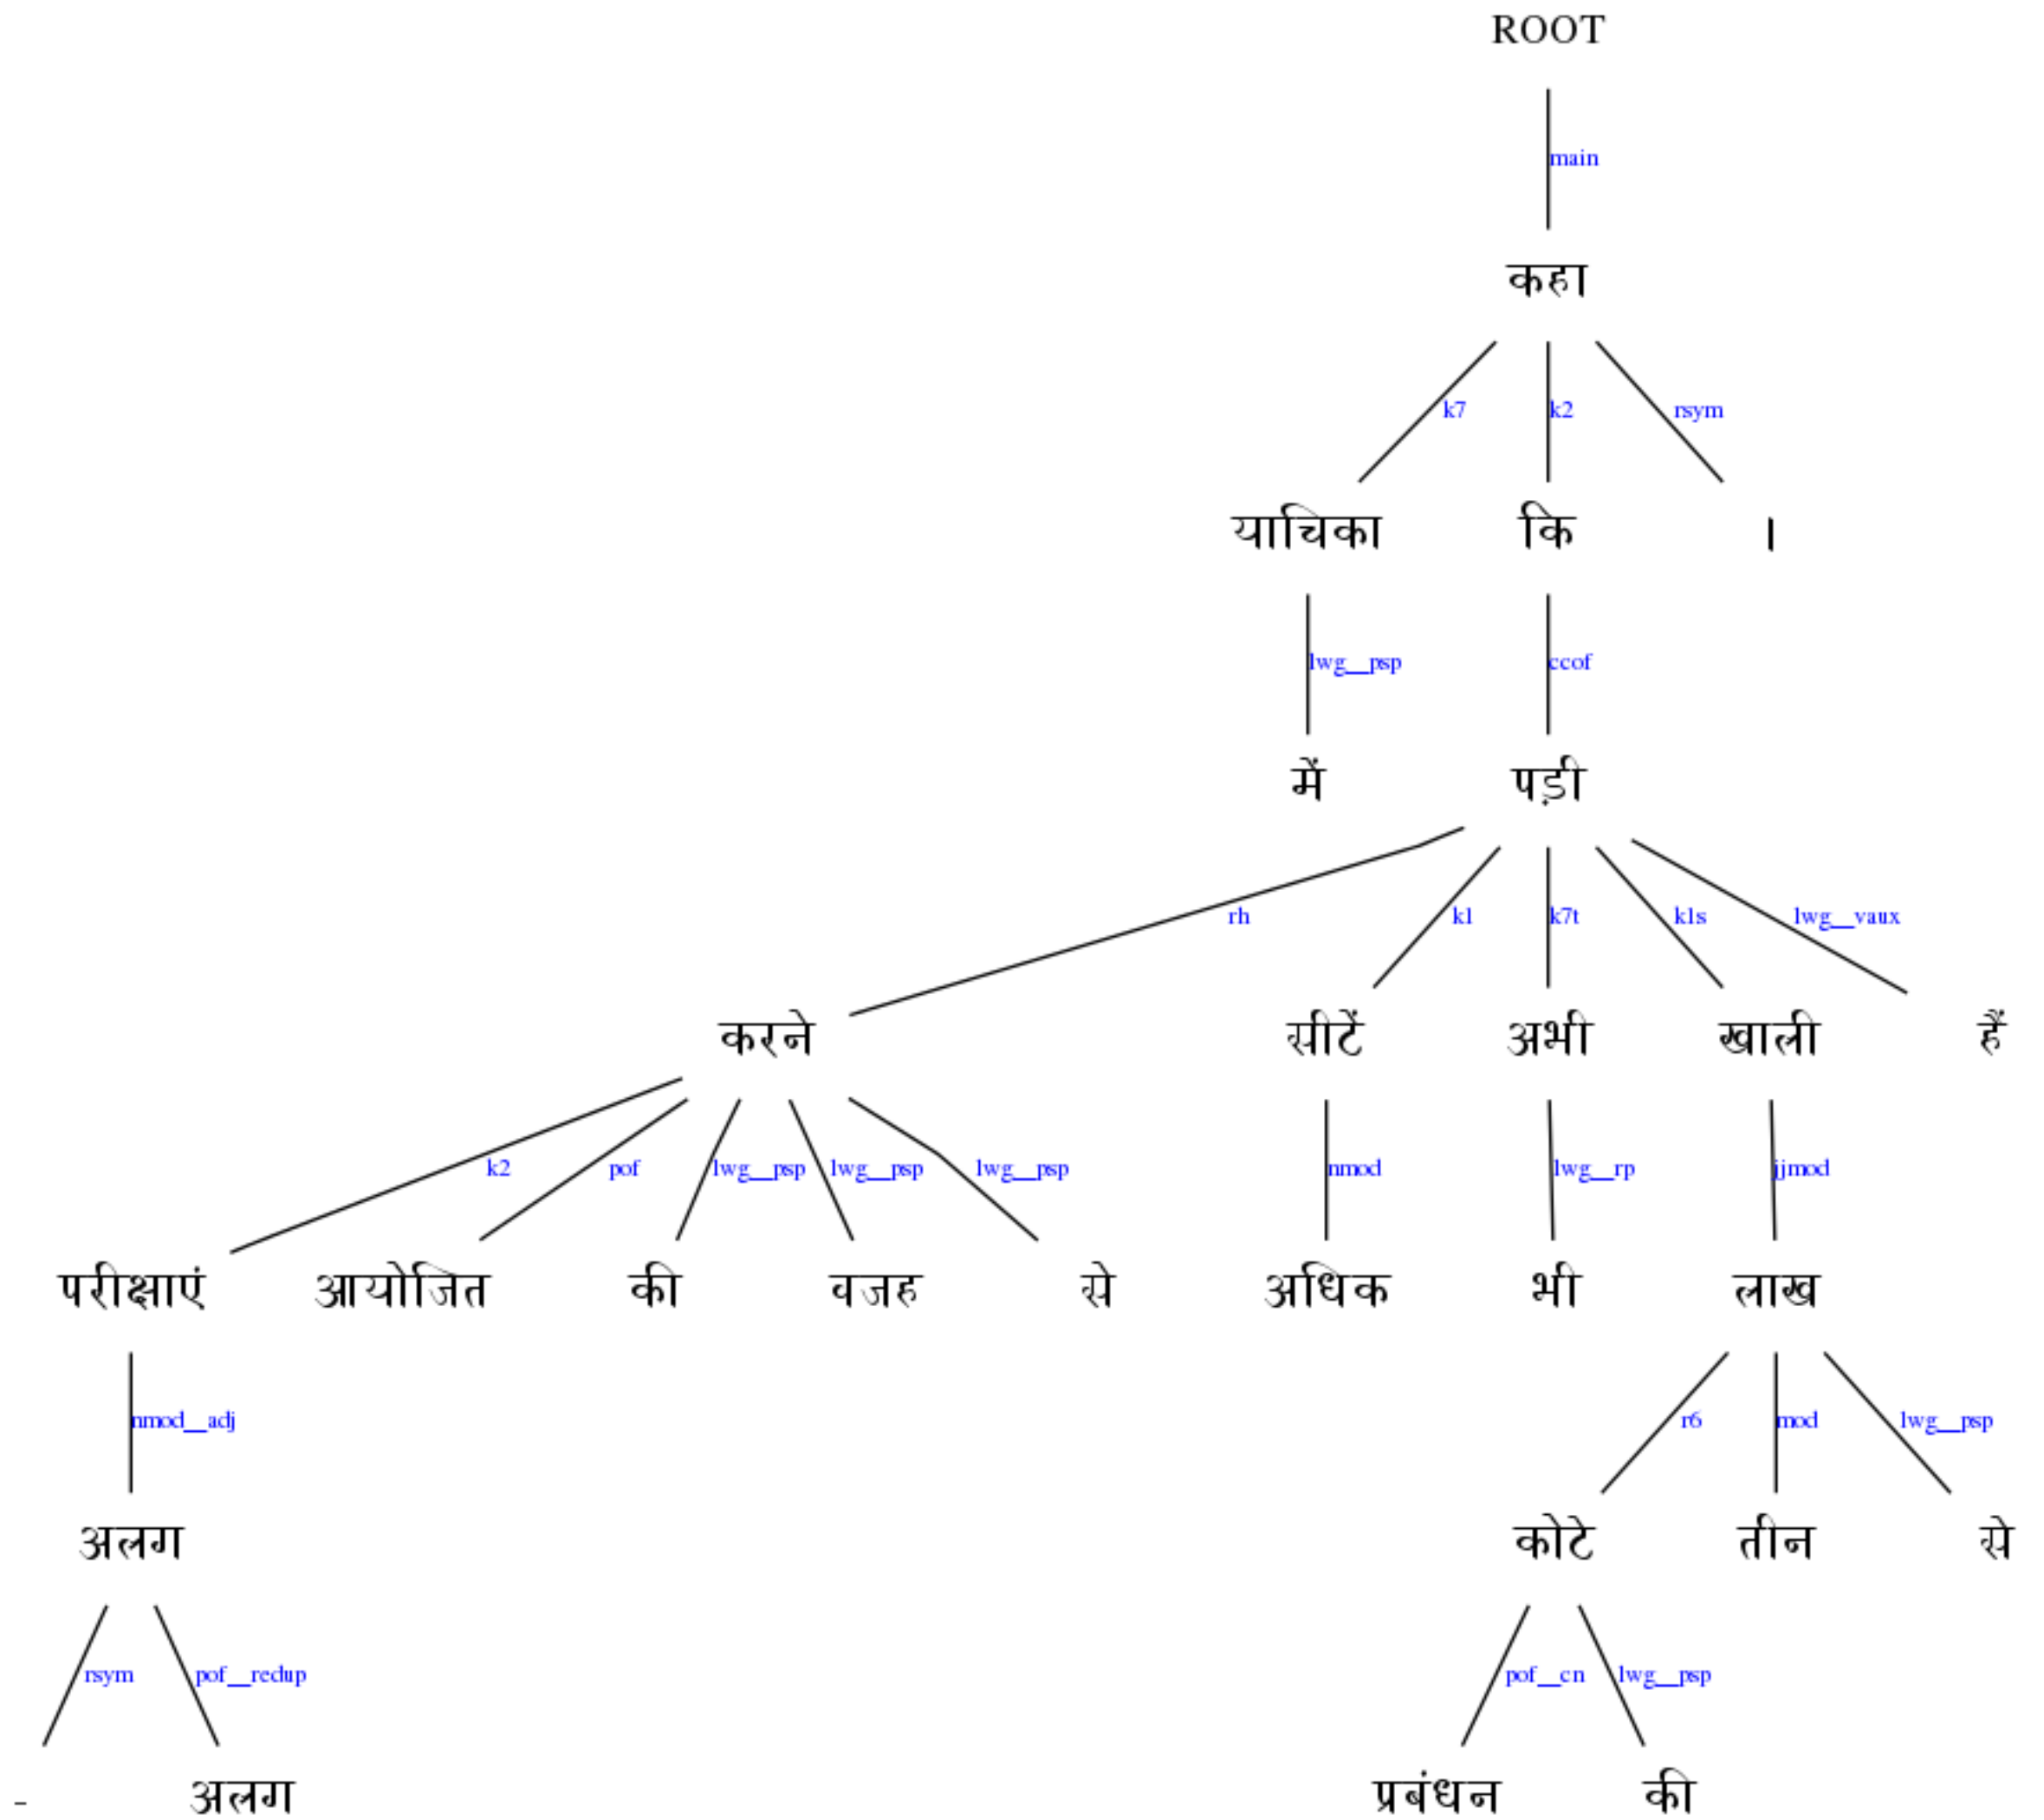 ROOT
main
कहा
k7 k2 rsym
याचिका कि ।
lwg__psp ccof
में पड़ी
rh k1 k7t k1s lwg__vaux
करने सीटें अभी खाली हैं
k2 pof lwg__psp lwg__psp lwg__psp nmod lwg__rp jjmod
परीक्षाएं आयोजित की वजह से अधिक भी लाख
nmod__adj r6 mod lwg__psp
अलग कोटे तीन से
rsym pof__redup pof__cn lwg__psp
- अलग प्रबंधन की